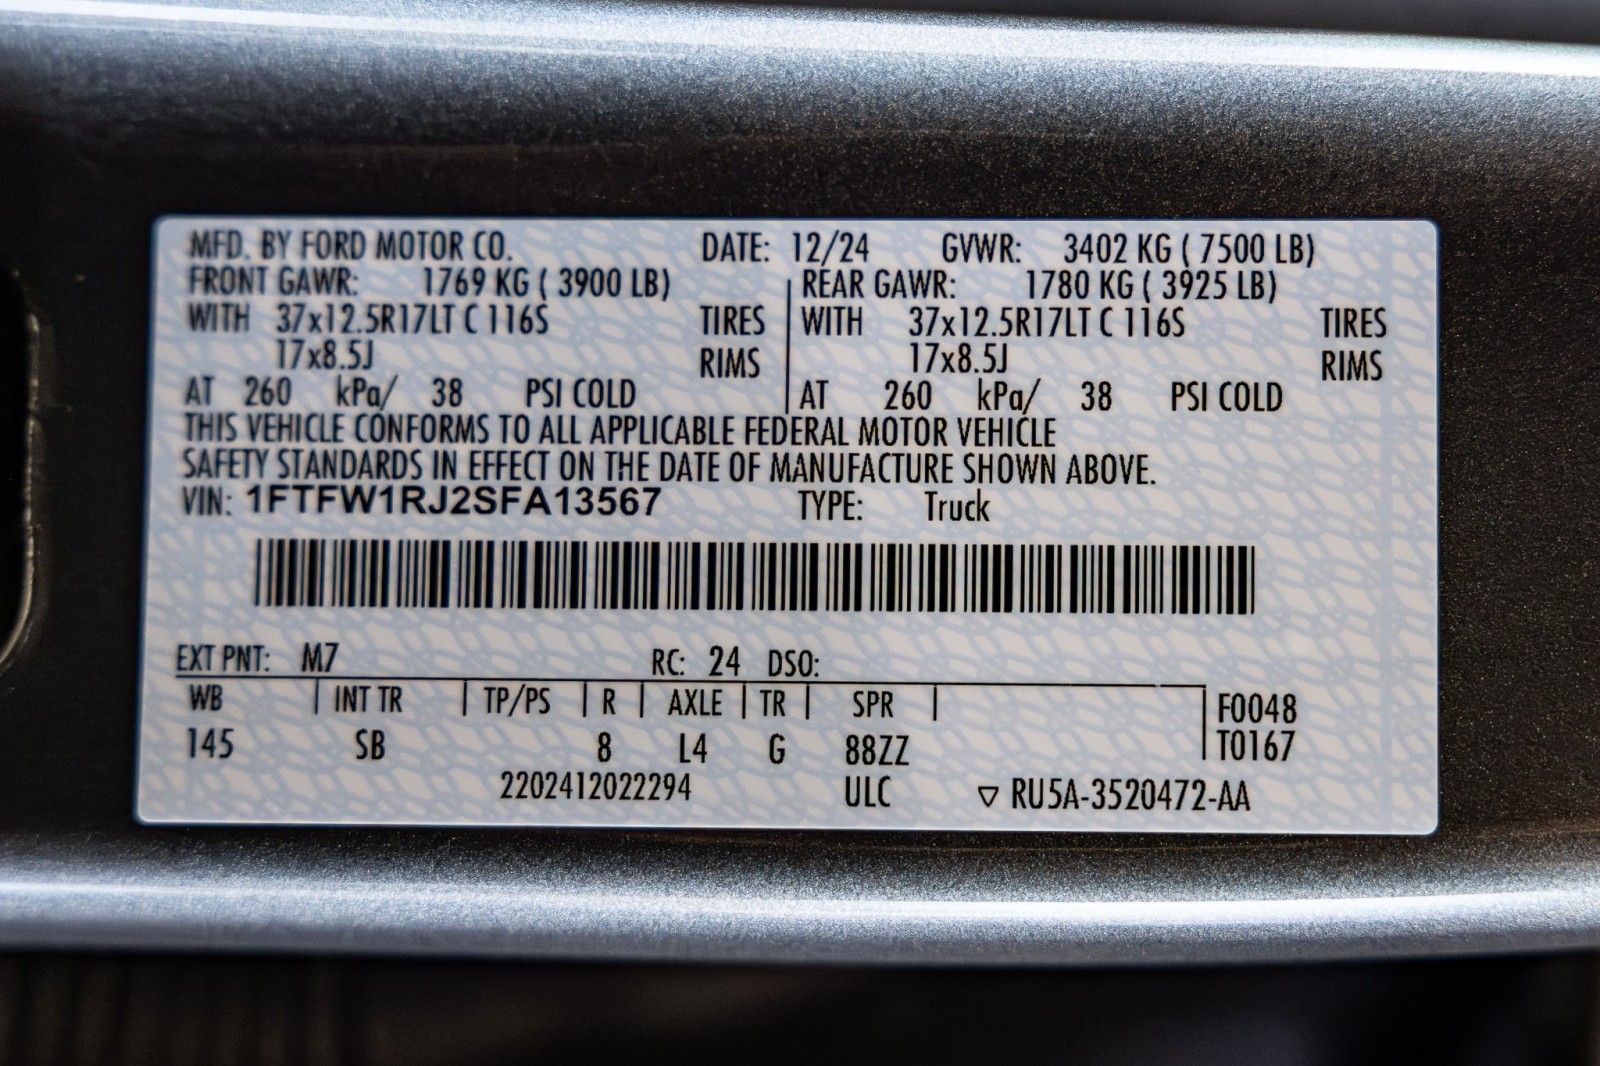 MFD. BY FORD MOTOR CO. DATE: 12/24 GVWR: 3402 KG ( 7500 LB)
FRONT GAWR: 1769 KG ( 3900 LB) REAR GAWR: 1780 KG ( 3925 LB)
WITH 37x12.5R17LT C 116S TIRES WITH 37x12.5R17LT C 116S TIRES
17x8.5J RIMS 17x8.5J RIMS
AT 260 kPa/ 38 PSI COLD AT 260 kPa/ 38 PSI COLD
THIS VEHICLE CONFORMS TO ALL APPLICABLE FEDERAL MOTOR VEHICLE
SAFETY STANDARDS IN EFFECT ON THE DATE OF MANUFACTURE SHOWN ABOVE.
VIN: 1FTFW1RJ2SFA13567 TYPE: Truck
EXT PNT: M7 RC: 24 DSO:
WB INT TR TP/PS R AXLE TR SPR F0048
145 SB 8 L4 G 88ZZ T0167
2202412022294 ULC ▽ RU5A-3520472-AA